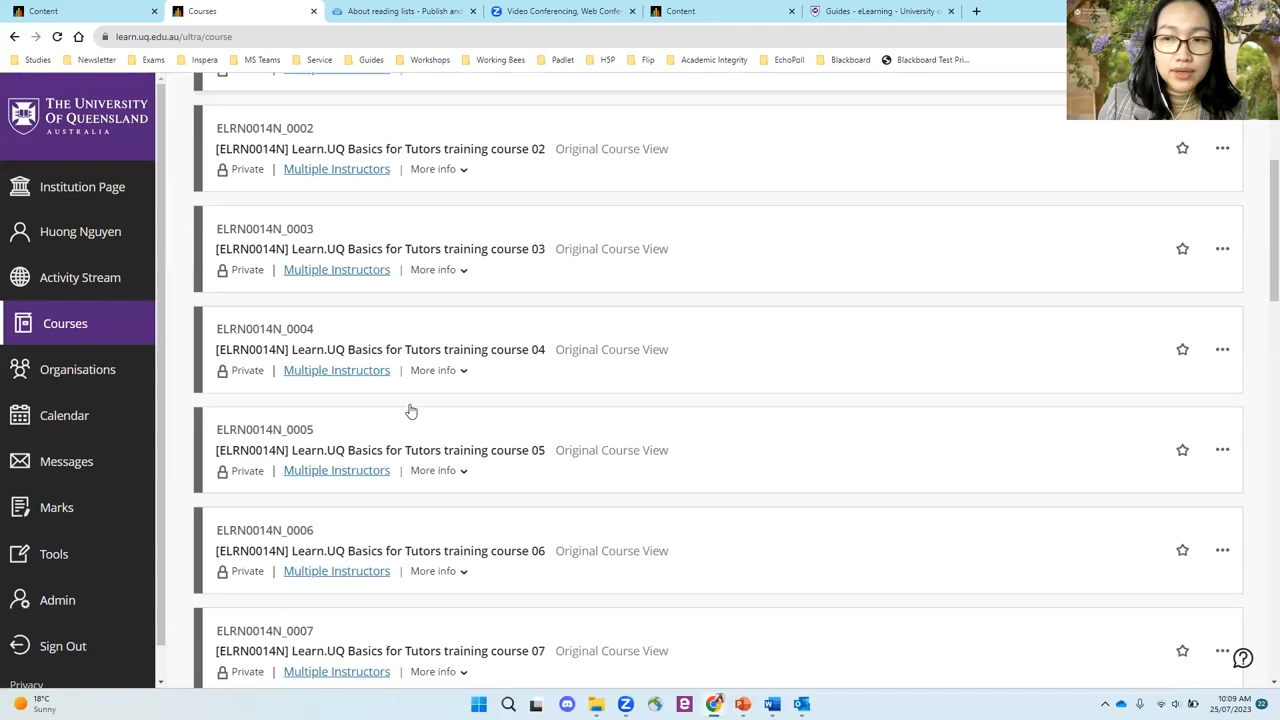 Content
Courses
About reading lists - Publish and
Video Conferencing, Web Confe
Content
Guides - eLearning - University o
learn.uq.edu.au/ultra/course
Studies
Newsletter
Exams
Inspera
MS Teams
Service
Guides
Workshops
Working Bees
Padlet
H5P
Flip
Academic Integrity
EchoPoll
Blackboard
Blackboard Test Pri...
THE UNIVERSITY
OF QUEENSLAND
AUSTRALIA
Institution Page
Huong Nguyen
Activity Stream
Courses
Organisations
Calendar
Messages
Marks
Tools
Admin
Sign Out
Privacy
ELRN0014N_0002
[ELRN0014N] Learn.UQ Basics for Tutors training course 02 Original Course View
Private | Multiple Instructors | More info
ELRN0014N_0003
[ELRN0014N] Learn.UQ Basics for Tutors training course 03 Original Course View
Private | Multiple Instructors | More info
ELRN0014N_0004
[ELRN0014N] Learn.UQ Basics for Tutors training course 04 Original Course View
Private | Multiple Instructors | More info
ELRN0014N_0005
[ELRN0014N] Learn.UQ Basics for Tutors training course 05 Original Course View
Private | Multiple Instructors | More info
ELRN0014N_0006
[ELRN0014N] Learn.UQ Basics for Tutors training course 06 Original Course View
Private | Multiple Instructors | More info
ELRN0014N_0007
[ELRN0014N] Learn.UQ Basics for Tutors training course 07 Original Course View
Private | Multiple Instructors | More info
18°C
Sunny
10:09 AM
25/07/2023
22